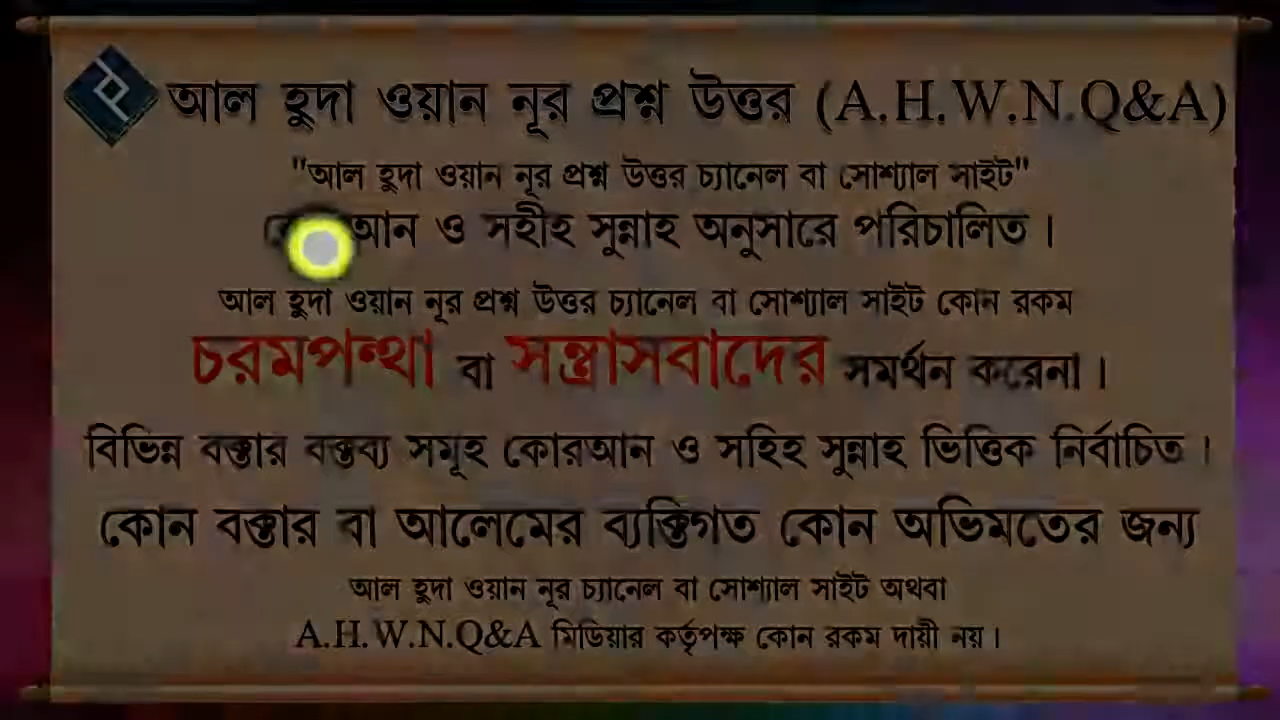 আল হুদা ওয়ান নূর প্রশ্ন উত্তর (A.H.W.N.Q&A)
"আল হুদা ওয়ান নূর প্রশ্ন উত্তর চ্যানেল বা সোশ্যাল সাইট"
ও সহীহ সুন্নাহ অনুসারে পরিচালিত ।
আল হুদা ওয়ান নূর প্রশ্ন উত্তর চ্যানেল বা সোশ্যাল সাইট কোন রকম
চরমপন্থা বা সন্ত্রাসবাদের সমর্থন করেনা ।
বিভিন্ন বক্তার বক্তব্য সমূহ কোরআন ও সহিহ সুন্নাহ ভিত্তিক নির্বাচিত ।
কোন বক্তার বা আলেমের ব্যক্তিগত কোন অভিমতের জন্য
আল হুদা ওয়ান নূর চ্যানেল বা সোশ্যাল সাইট অথবা
A.H.W.N.Q&A মিডিয়ার কর্তৃপক্ষ কোন রকম দায়ী নয় ।